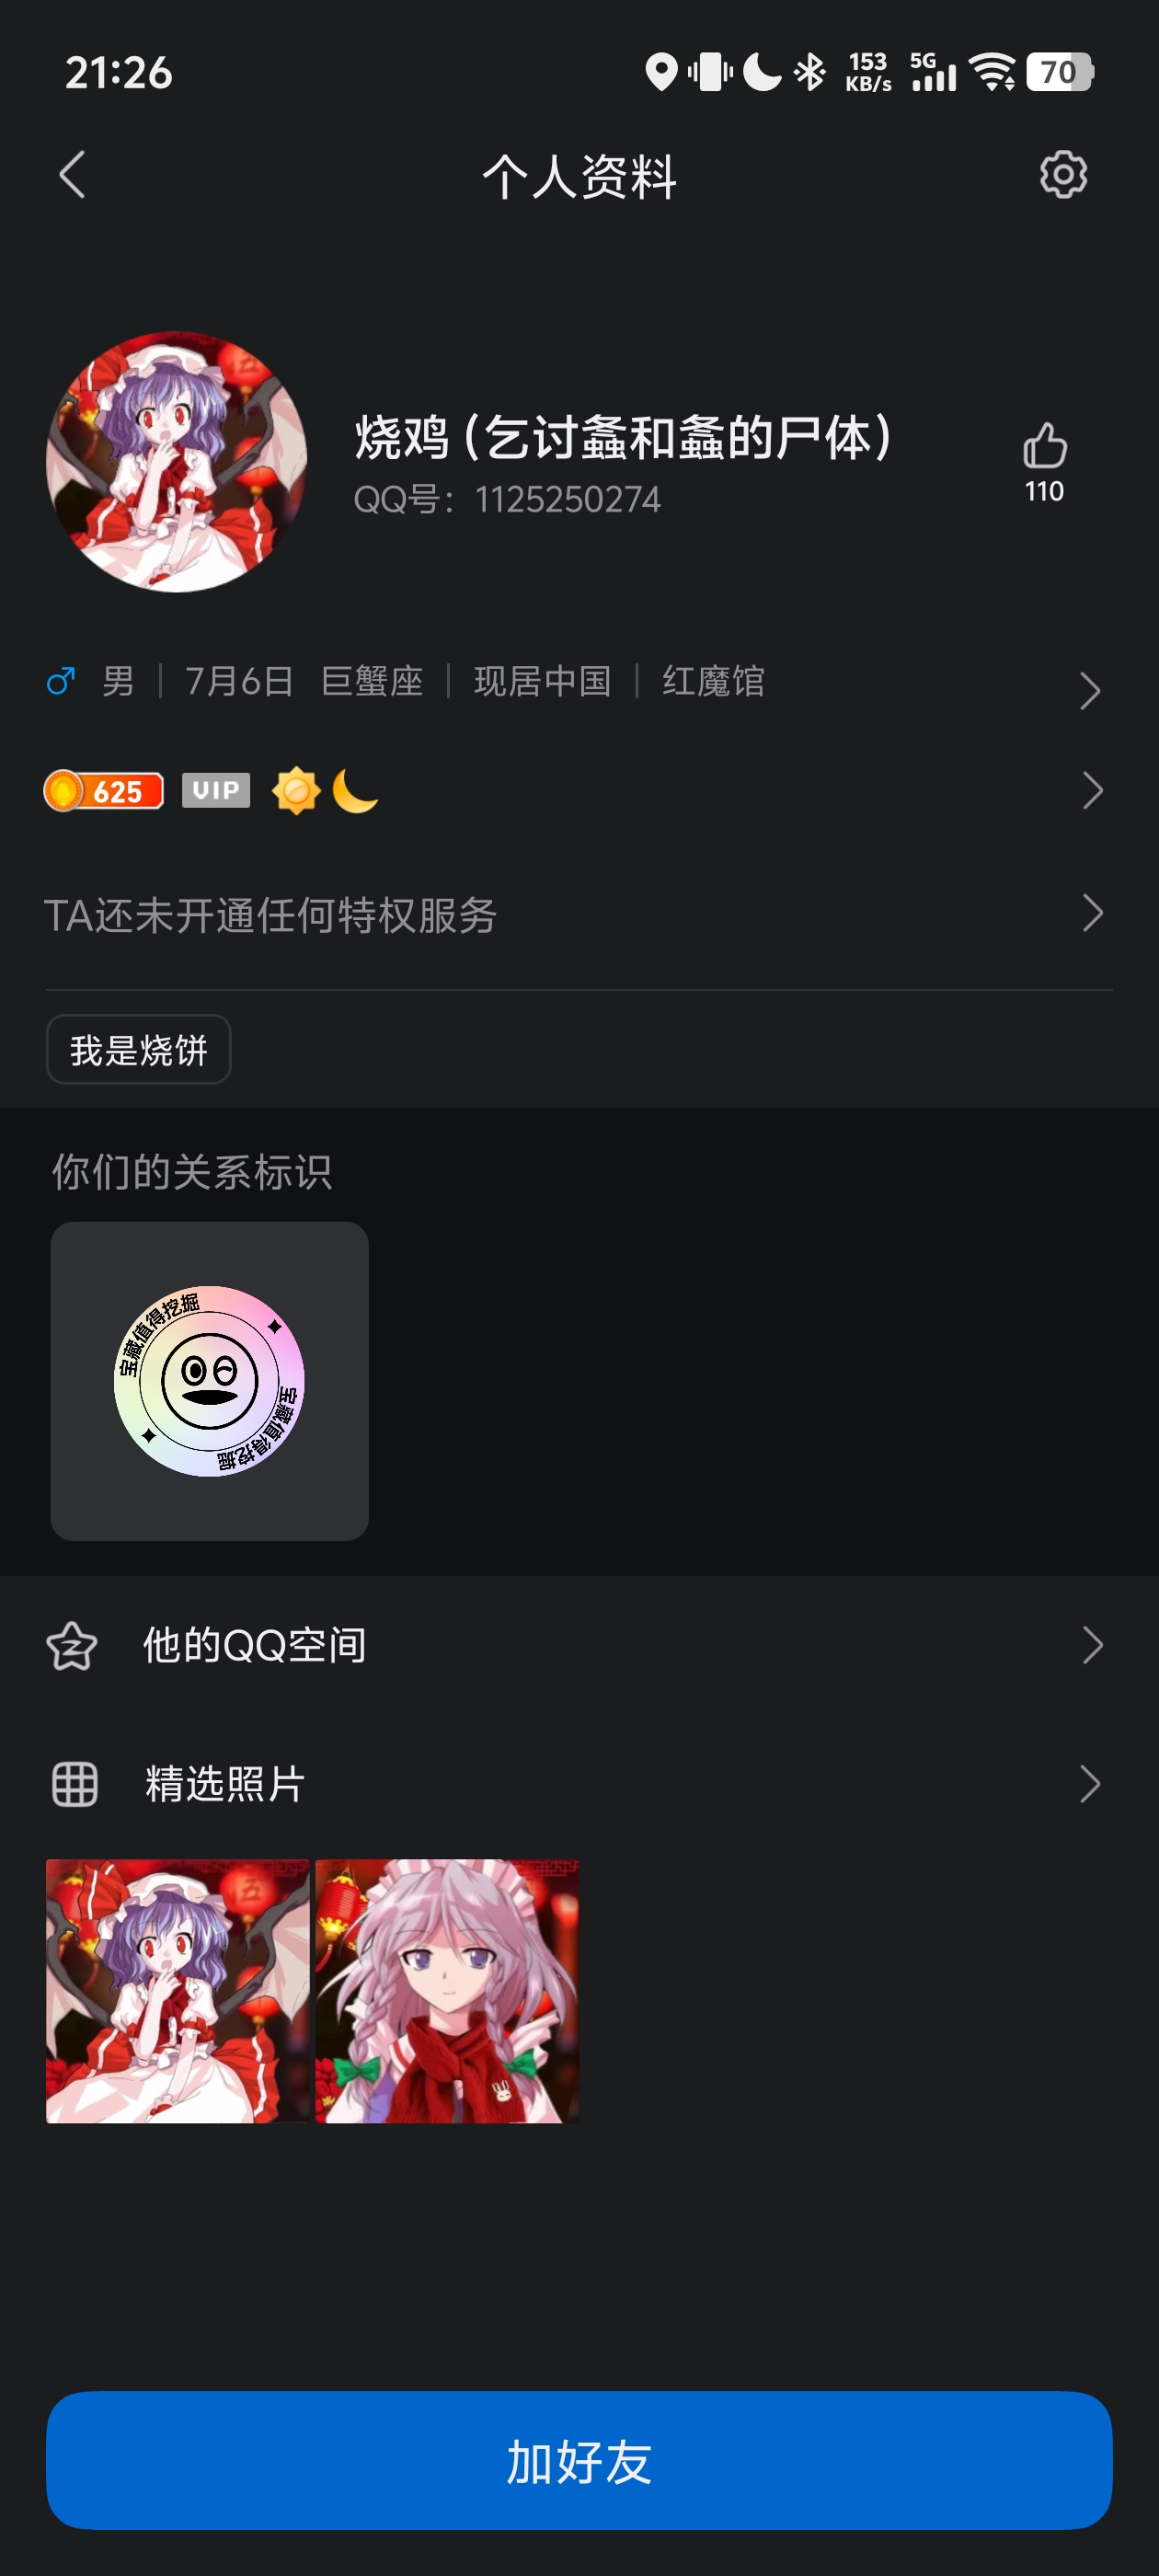 21:26
153 KB/s 5G 70
个人资料
烧鸡 (乞讨螽和螽的尸体)
110
QQ号：1125250274
男 | 7月6日 巨蟹座 | 现居中国 | 红魔馆
625 VIP
TA还未开通任何特权服务
我是烧饼
你们的关系标识
宝藏值得挖掘
宝藏值得挖掘
他的QQ空间
精选照片
五
五
加好友